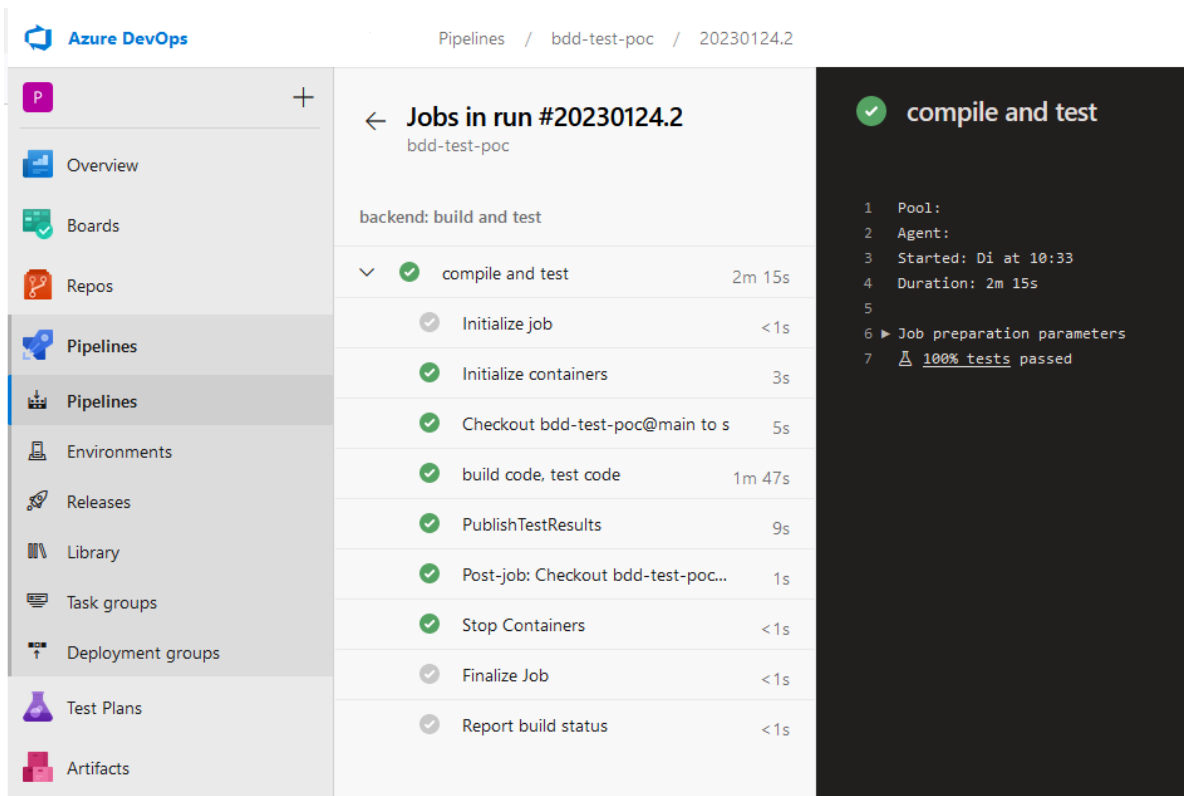 Azure DevOps
Pipelines / bdd-test-poc / 20230124.2
P
Overview
Boards
Repos
Pipelines
Pipelines
Environments
Releases
Library
Task groups
Deployment groups
Test Plans
Artifacts
Jobs in run #20230124.2
bdd-test-poc
backend: build and test
compile and test 2m 15s
Initialize job <1s
Initialize containers 3s
Checkout bdd-test-poc@main to s 5s
build code, test code 1m 47s
PublishTestResults 9s
Post-job: Checkout bdd-test-poc... 1s
Stop Containers <1s
Finalize Job <1s
Report build status <1s
compile and test
1 Pool:
2 Agent:
3 Started: Di at 10:33
4 Duration: 2m 15s
5
6 Job preparation parameters
7 100% tests passed